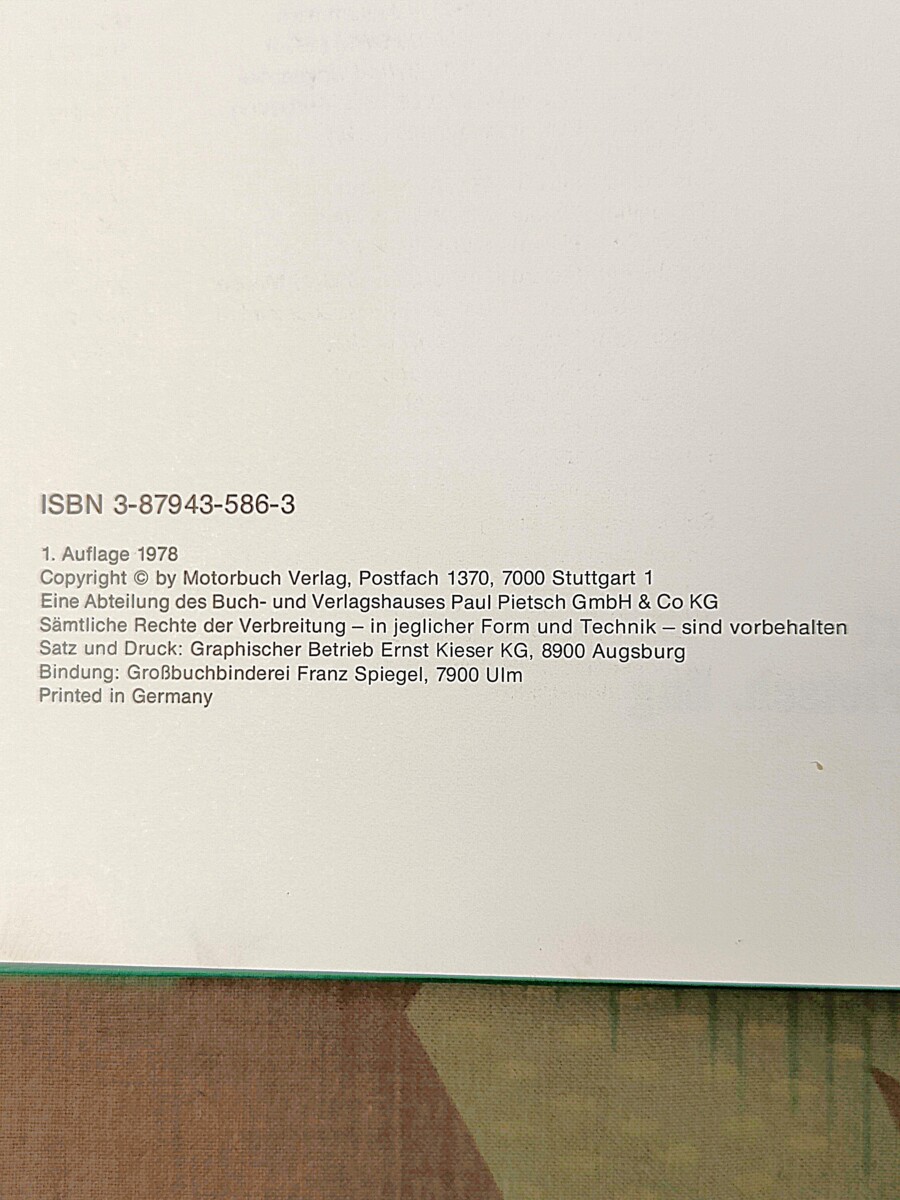 ISBN 3-87943-586-3
1. Auflage 1978
Copyright © by Motorbuch Verlag, Postfach 1370, 7000 Stuttgart 1
Eine Abteilung des Buch- und Verlagshauses Paul Pietsch GmbH & Co KG
Sämtliche Rechte der Verbreitung – in jeglicher Form und Technik – sind vorbehalten
Satz und Druck: Graphischer Betrieb Ernst Kieser KG, 8900 Augsburg
Bindung: Großbuchbinderei Franz Spiegel, 7900 Ulm
Printed in Germany